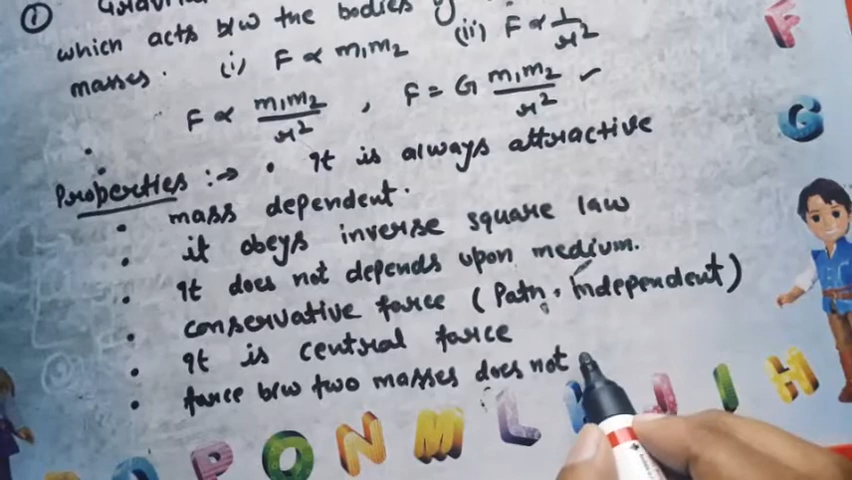 ①
which acts b/w the bodies
masses. (i) F ∝ m₁m₂ (ii) F ∝ 1/r²
F ∝ m₁m₂/r² , F = G m₁m₂/r² ✓
Properties :→ • It is always attractive
• mass dependent.
• it obeys inverse square law
• It does not depends upon medium.
• conservative force (Path. Independent)
• It is central force
• force b/w two masses does not
P O N M L J I H
F
G